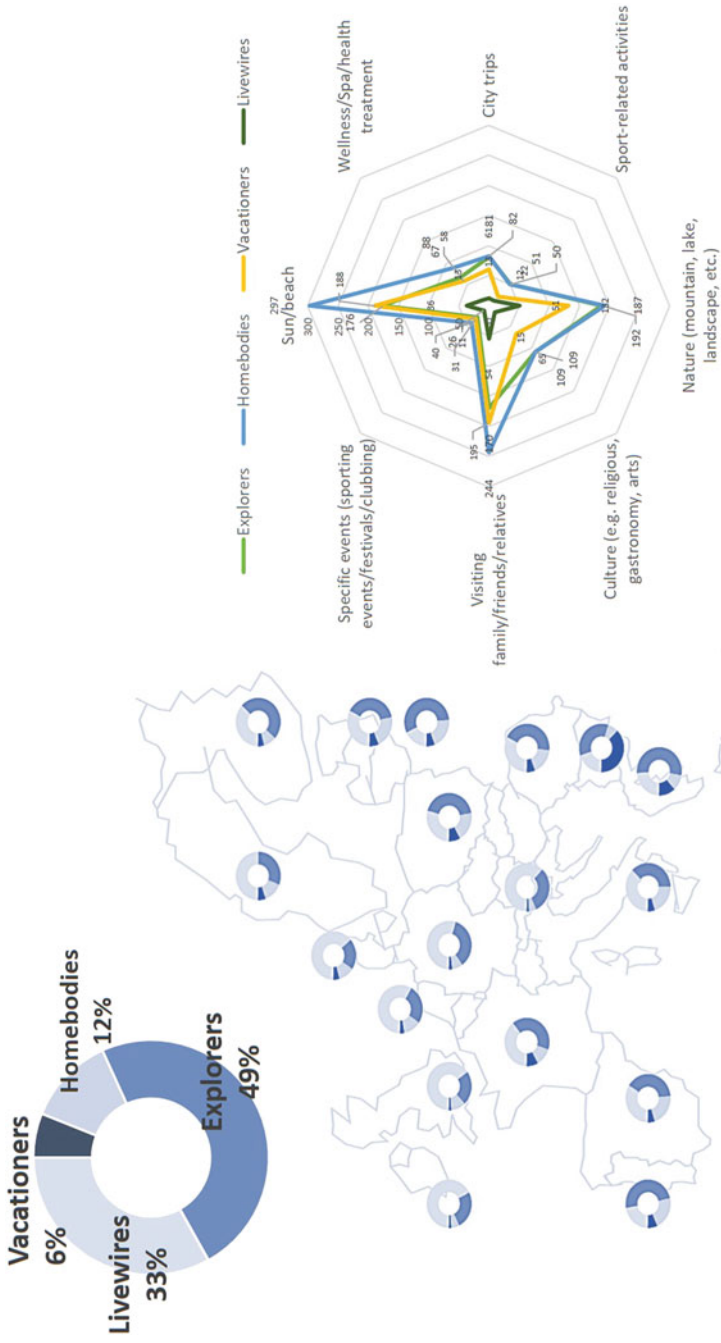 Vacationers
6%
Homebodies
12%
Livewires
33%
Explorers
49%
Explorers
Homebodies
Vacationers
Livewires
297
Sun/beach
300
250
200
150
100
50
188
176
36
Wellness/Spa/health
treatment
88
67
58
City trips
6181
82
13
Sport-related activities
51
50
12
22
Nature (mountain, lake,
landscape, etc.)
51
187
192
Culture (e.g. religious,
gastronomy, arts)
15
65
109
109
Visiting
family/friends/relatives
54
195
244
Specific events (sporting
events/festivals/clubbing)
40
26
31
11